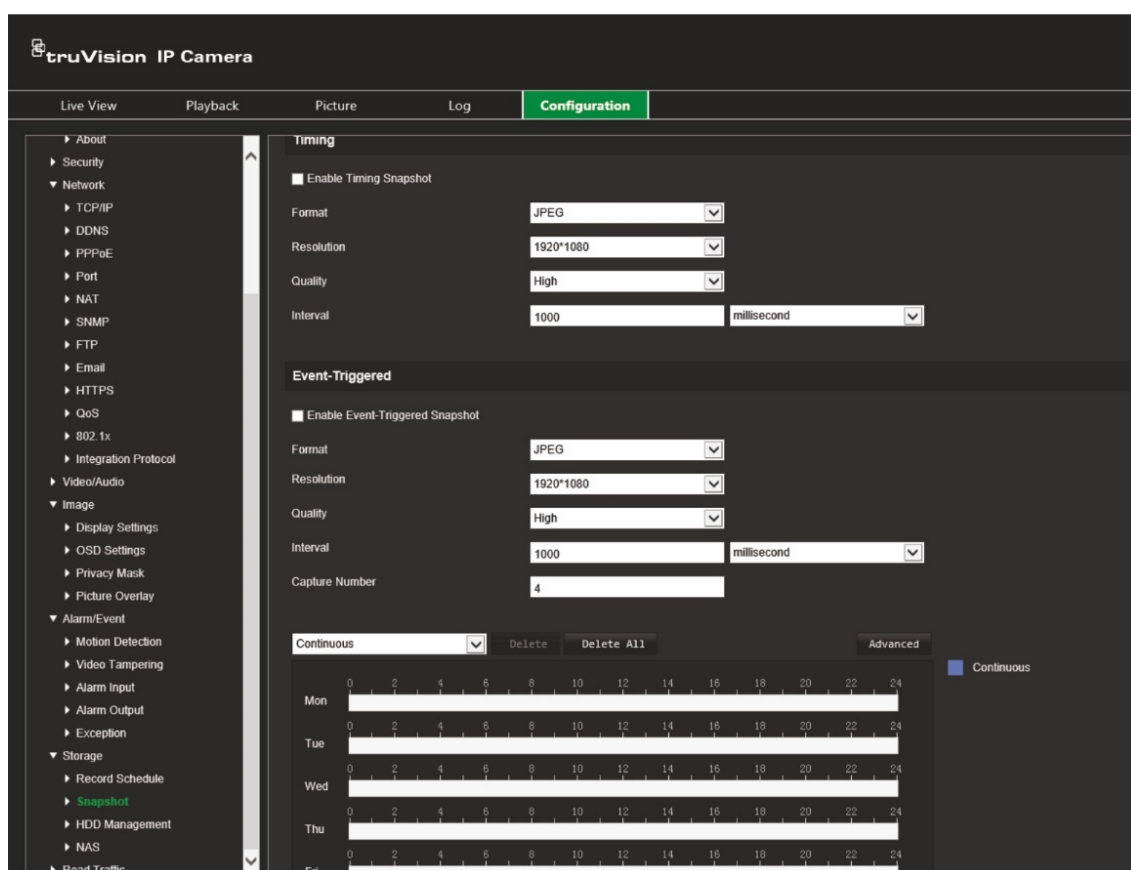 truVision IP Camera
Live View Playback Picture Log Configuration
About
Security
Network
TCP/IP
DDNS
PPPoE
Port
NAT
SNMP
FTP
Email
HTTPS
QoS
802.1x
Integration Protocol
Video/Audio
Image
Display Settings
OSD Settings
Privacy Mask
Picture Overlay
Alarm/Event
Motion Detection
Video Tampering
Alarm Input
Alarm Output
Exception
Storage
Record Schedule
Snapshot
HDD Management
NAS
Road Traffic
Timing
Enable Timing Snapshot
Format JPEG
Resolution 1920*1080
Quality High
Interval 1000 millisecond
Event-Triggered
Enable Event-Triggered Snapshot
Format JPEG
Resolution 1920*1080
Quality High
Interval 1000 millisecond
Capture Number 4
Continuous Delete Delete All Advanced
Continuous
0 2 4 6 8 10 12 14 16 18 20 22 24
Mon
0 2 4 6 8 10 12 14 16 18 20 22 24
Tue
0 2 4 6 8 10 12 14 16 18 20 22 24
Wed
0 2 4 6 8 10 12 14 16 18 20 22 24
Thu
0 2 4 6 8 10 12 14 16 18 20 22 24
Fri